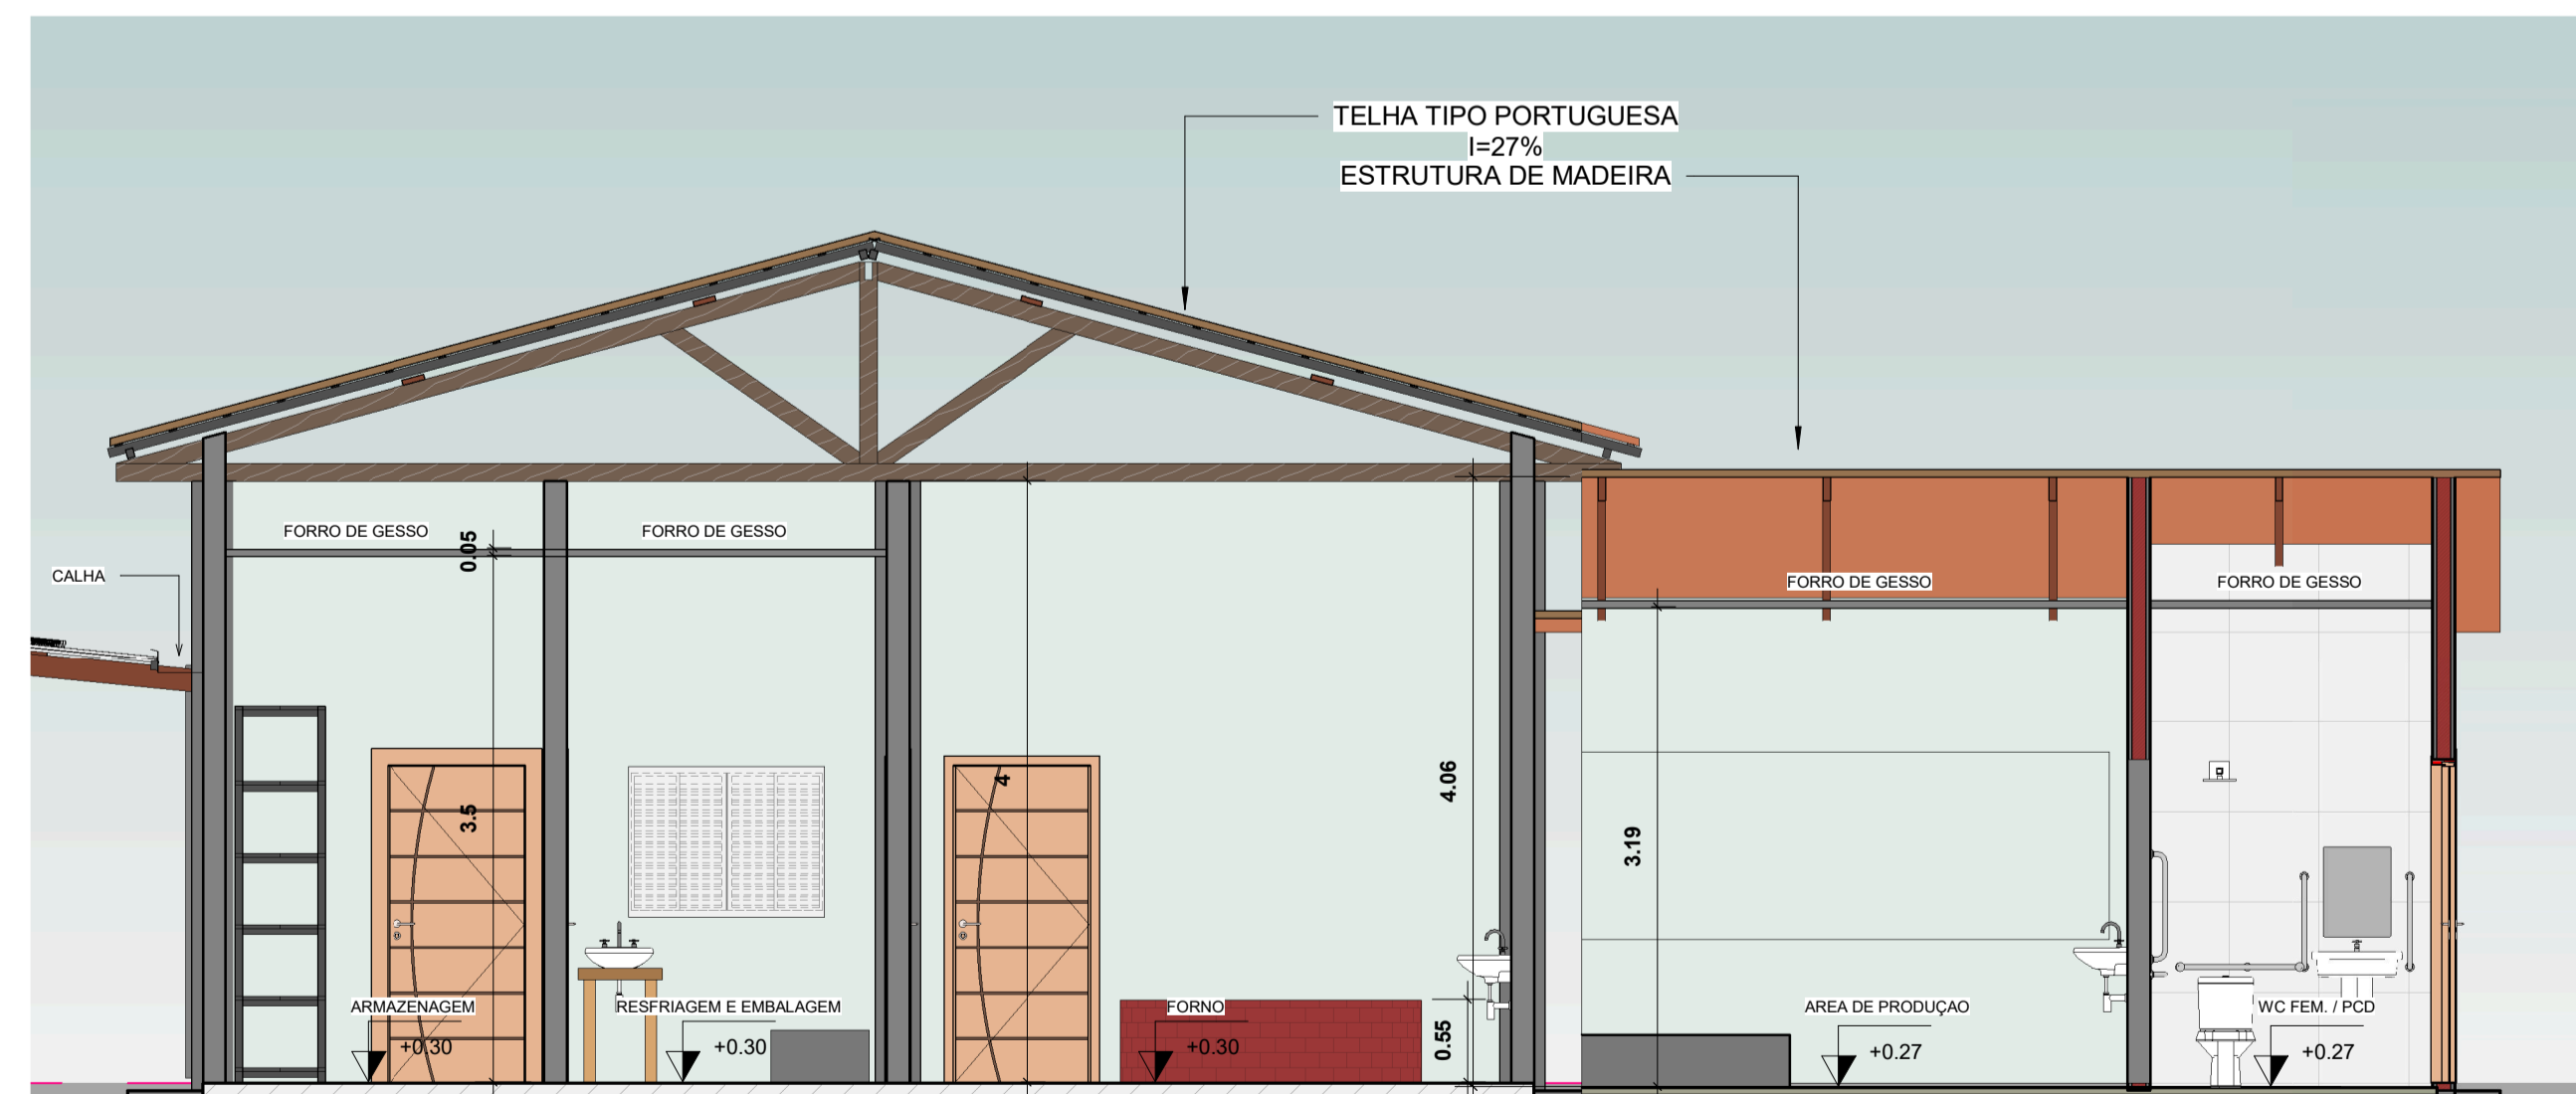 TELHA TIPO PORTUGUESA
I=27%
ESTRUTURA DE MADEIRA
FORRO DE GESSO
FORRO DE GESSO
0.05
CALHA
FORRO DE GESSO
FORRO DE GESSO
3.5
4
4.06
3.19
ARMAZENAGEM
RESFRIAGEM E EMBALAGEM
FORNO
AREA DE PRODUÇAO
WC FEM. / PCD
+0.30
+0.30
+0.30
0.55
+0.27
+0.27